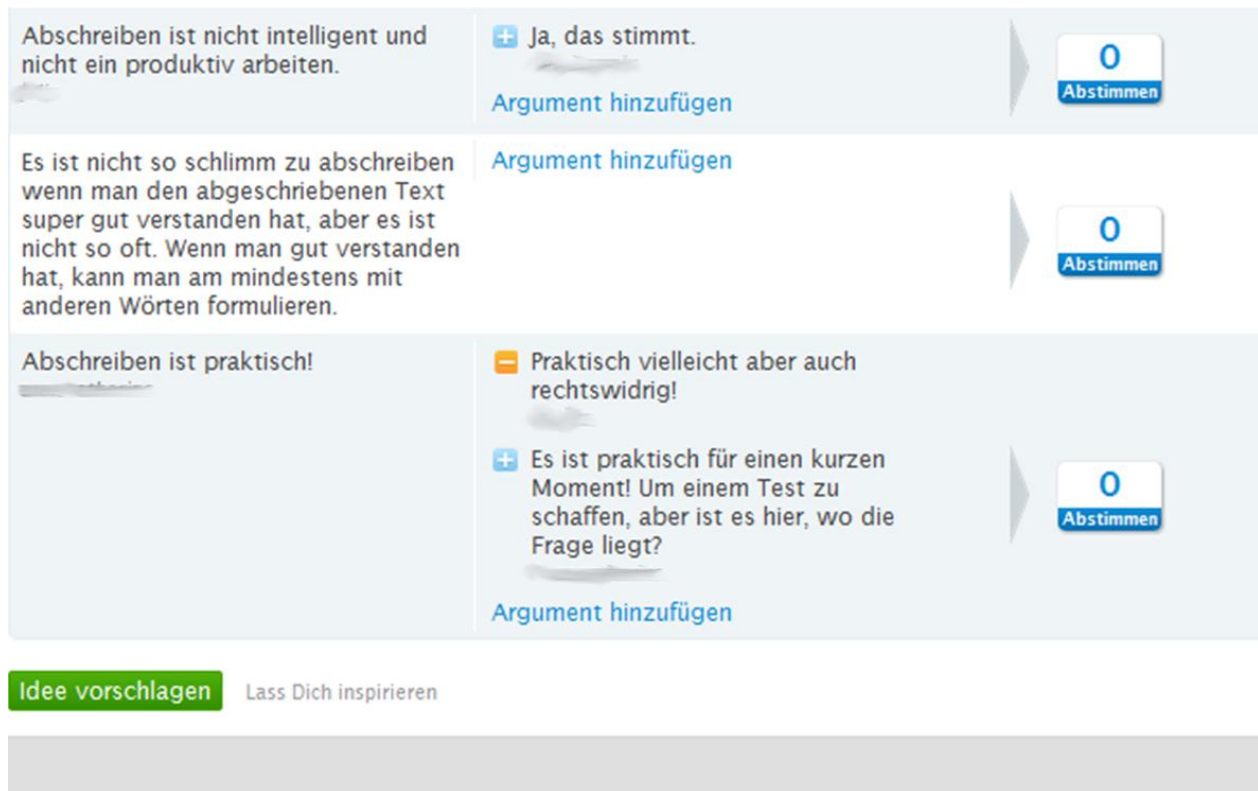 Abschreiben ist nicht intelligent und
nicht ein produktiv arbeiten.
Ja, das stimmt.
Argument hinzufügen
0
Abstimmen
Es ist nicht so schlimm zu abschreiben
wenn man den abgeschriebenen Text
super gut verstanden hat, aber es ist
nicht so oft. Wenn man gut verstanden
hat, kann man am mindestens mit
anderen Wörten formulieren.
Argument hinzufügen
0
Abstimmen
Abschreiben ist praktisch!
Praktisch vielleicht aber auch
rechtswidrig!
Es ist praktisch für einen kurzen
Moment! Um einem Test zu
schaffen, aber ist es hier, wo die
Frage liegt?
Argument hinzufügen
0
Abstimmen
Idee vorschlagen
Lass Dich inspirieren